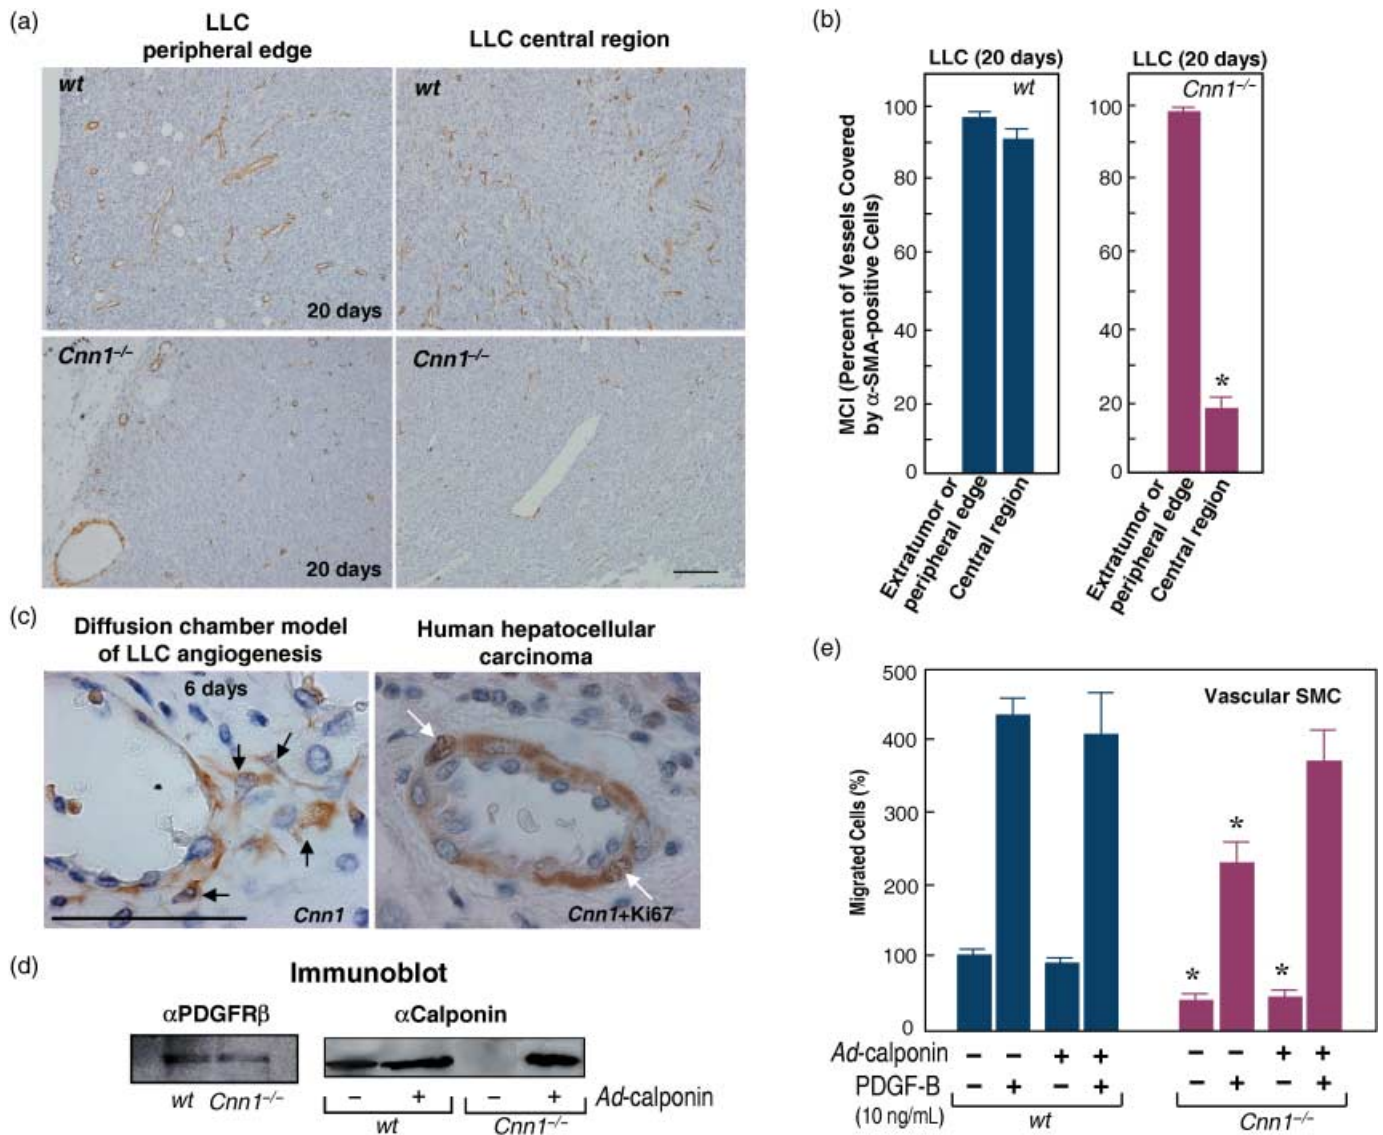 (a)
LLC
peripheral edge
LLC central region
wt
wt
20 days
Cnn1–/–
Cnn1–/–
20 days
(b)
LLC (20 days)
LLC (20 days)
wt
Cnn1–/–
MCI (Percent of Vessels Covered
by α-SMA-positive Cells)
100
80
60
40
20
0
100
80
60
40
20
0
*
Extratumor or
peripheral edge
Central region
Extratumor or
peripheral edge
Central region
(c)
Diffusion chamber model
of LLC angiogenesis
Human hepatocellular
carcinoma
6 days
Cnn1
Cnn1+Ki67
(d)
Immunoblot
αPDGFRβ
αCalponin
wt Cnn1–/–
– + – + Ad-calponin
wt Cnn1–/–
(e)
Vascular SMC
Migrated Cells (%)
500
400
300
200
100
0
* * *
Ad-calponin – – + + – – + +
PDGF-B – + – + – + – +
(10 ng/mL)
wt Cnn1–/–